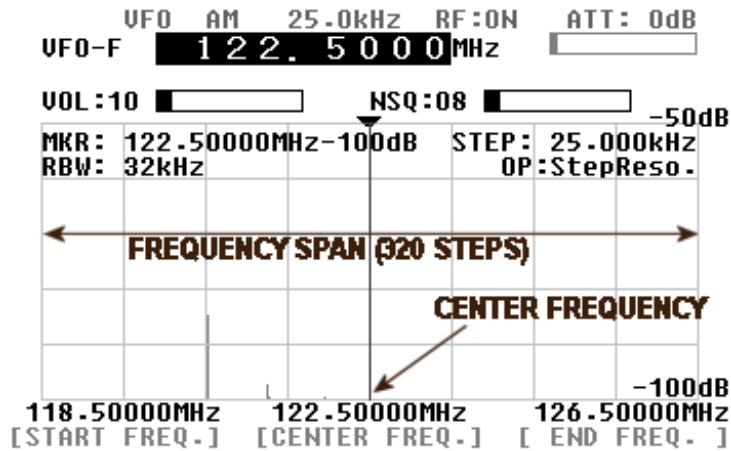 VFO AM 25.0kHz RF:ON ATT: 0dB
VFO-F 122.5000MHz
VOL:10 NSQ:08
-50dB
MKR: 122.50000MHz-100dB STEP: 25.000kHz
RBW: 32kHz OP:StepReso.
FREQUENCY SPAN (320 STEPS)
CENTER FREQUENCY
-100dB
118.50000MHz 122.50000MHz 126.50000MHz
[START FREQ.] [CENTER FREQ.] [ END FREQ. ]